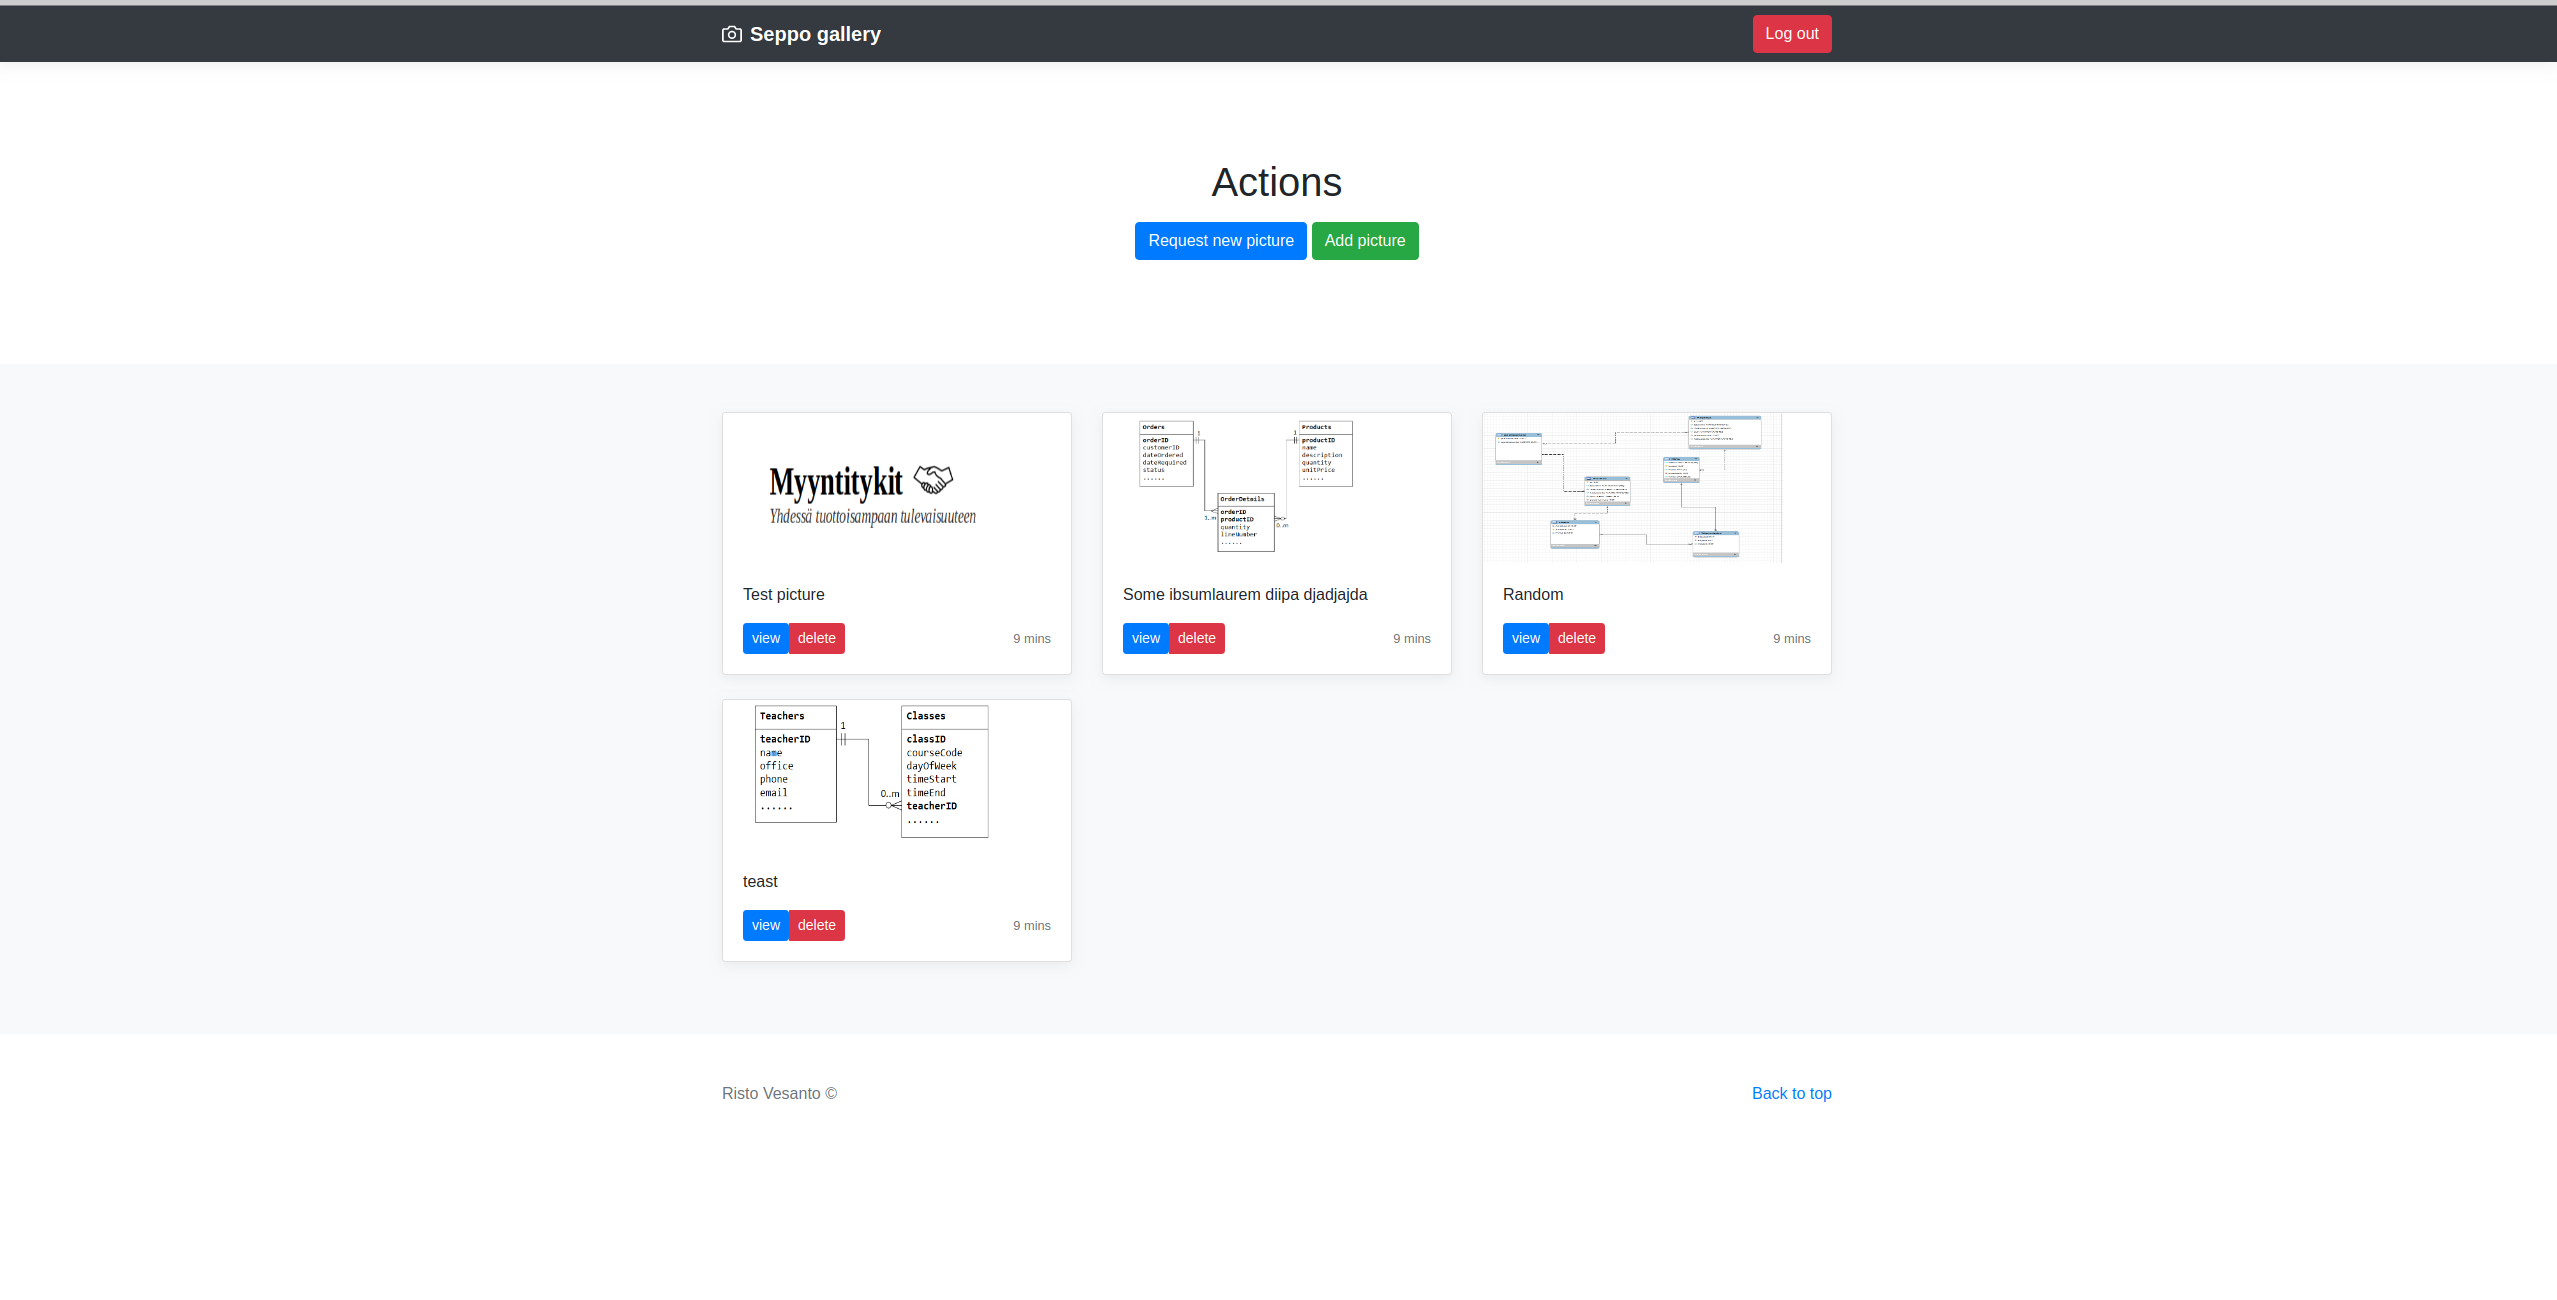 Seppo gallery
Log out
Actions
Request new picture
Add picture
Myyntitykit
Yhdessä tuottoisampaan tulevaisuuteen
Test picture
view delete
9 mins
Orders
orderID
customerID
dateOrdered
dateRequired
status
......
1
1
Products
productID
name
description
quantity
unitPrice
......
OrderDetails
orderID
productID
quantity
lineNumber
......
1..m
0..m
Some ibsumlaurem diipa djadjajda
view delete
9 mins
Random
view delete
9 mins
Teachers
teacherID
name
office
phone
email
......
1
0..m
Classes
classID
courseCode
dayOfWeek
timeStart
timeEnd
teacherID
......
teast
view delete
9 mins
Risto Vesanto ©
Back to top